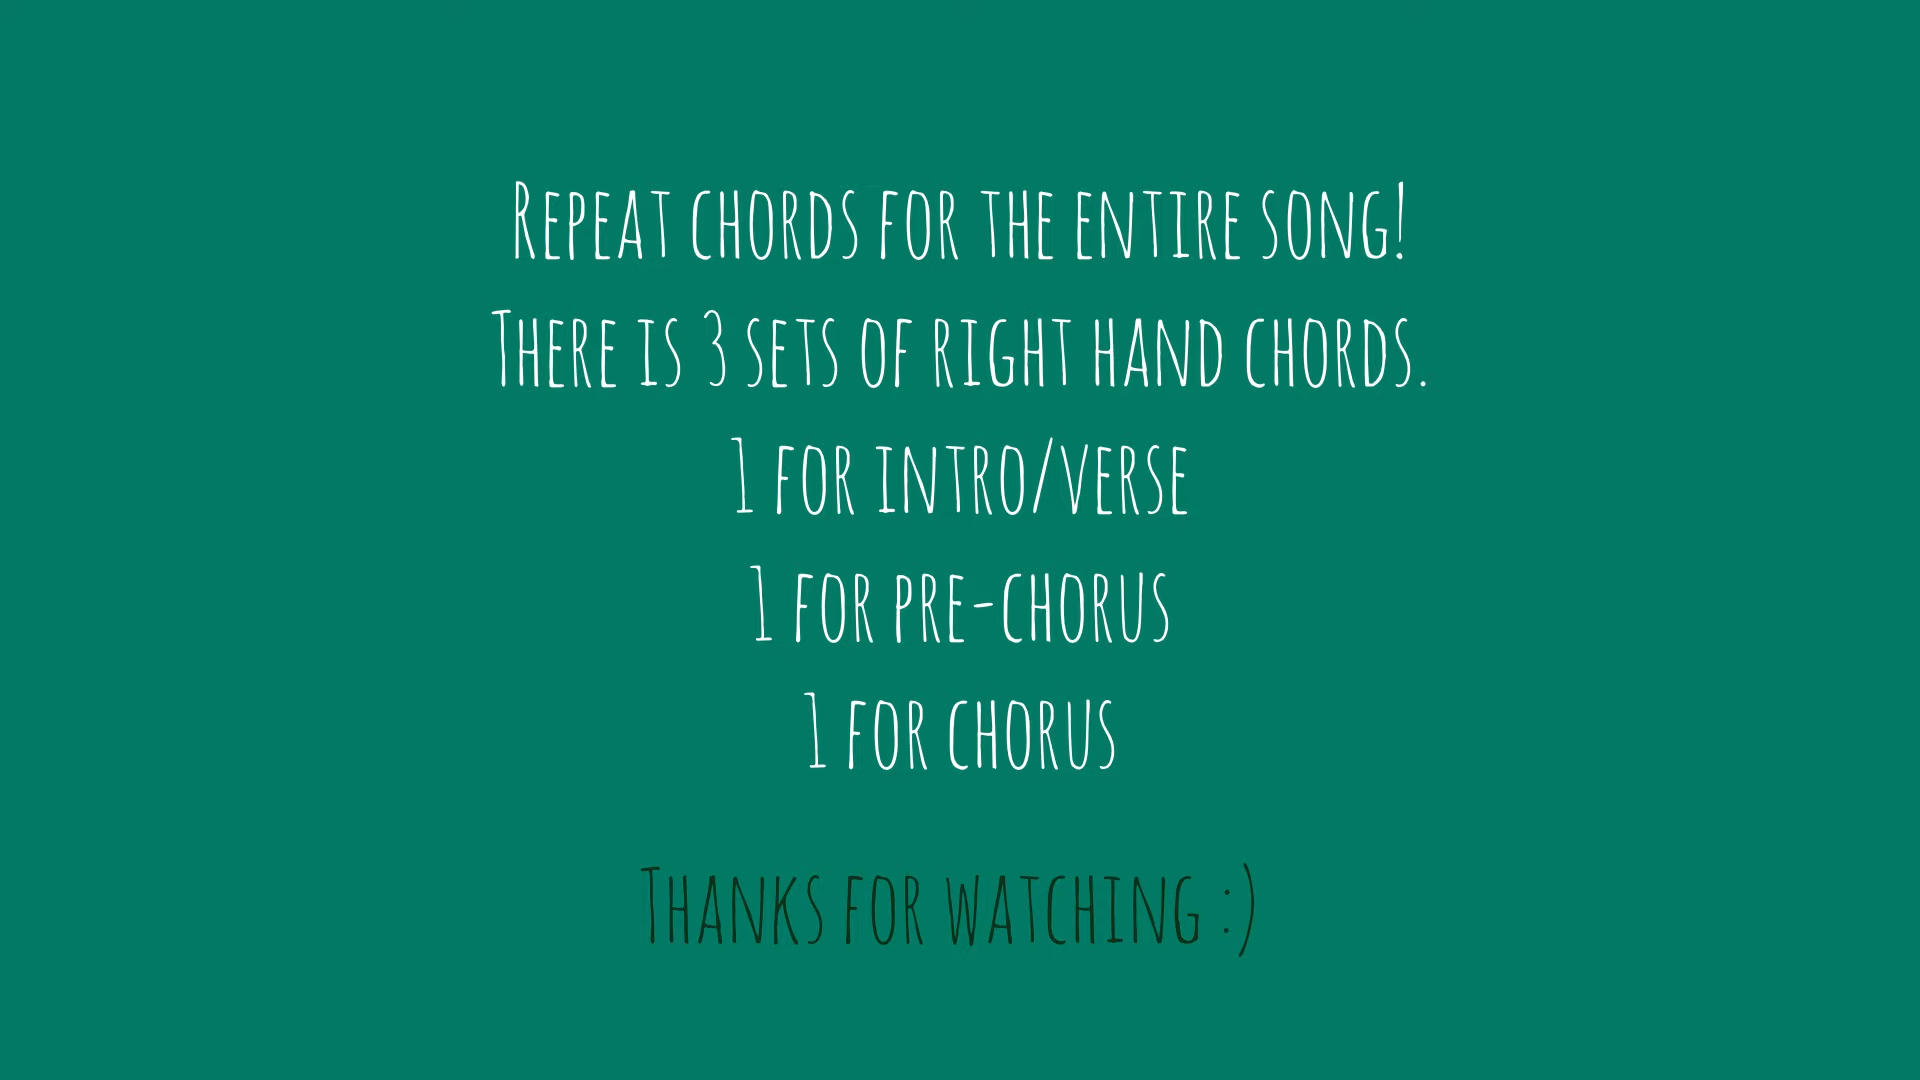 Repeat chords for the entire song!
There is 3 sets of right hand chords.
1 for intro/verse
1 for pre-chorus
1 for chorus
Thanks for watching :)